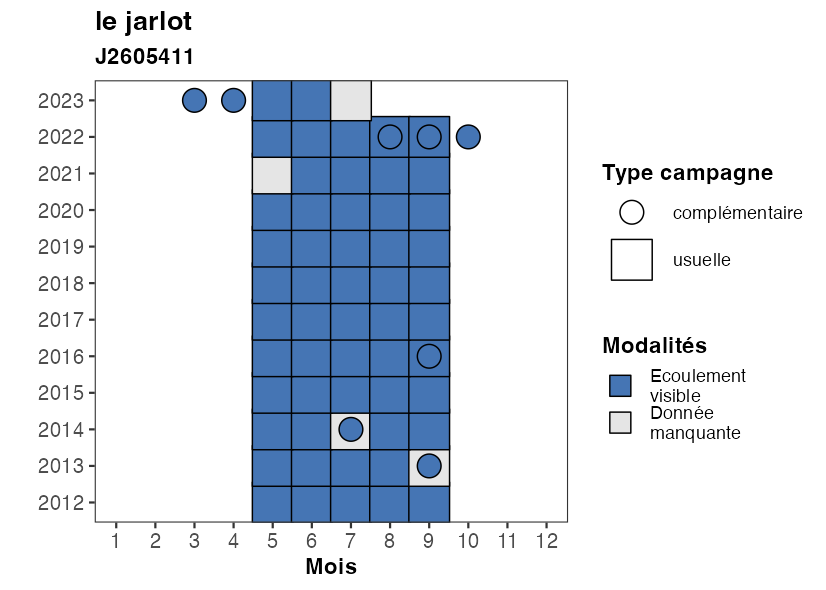 le jarlot
J2605411
2023
2022
2021
2020
2019
2018
2017
2016
2015
2014
2013
2012
1 2 3 4 5 6 7 8 9 10 11 12
Mois
Type campagne
complémentaire
usuelle
Modalités
Ecoulement
visible
Donnée
manquante